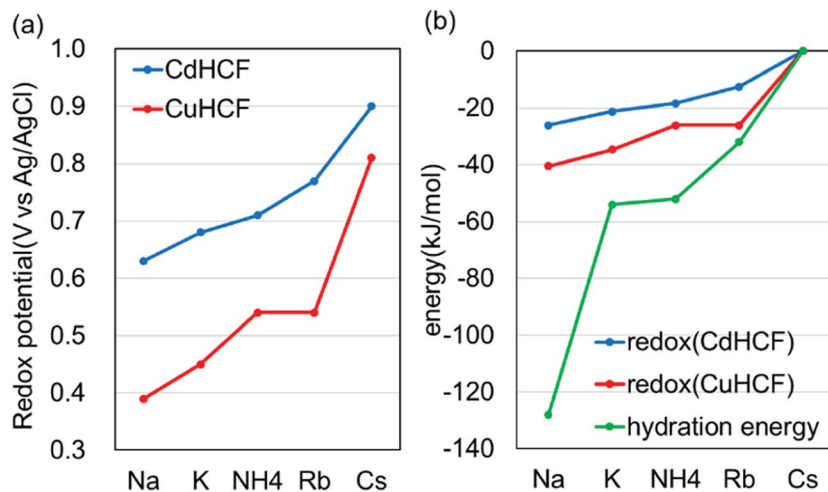 (a)
Redox potential(V vs Ag/AgCl)
1.0
0.9
0.8
0.7
0.6
0.5
0.4
0.3
CdHCF
CuHCF
Na K NH4 Rb Cs
(b)
energy(kJ/mol)
0
-20
-40
-60
-80
-100
-120
-140
redox(CdHCF)
redox(CuHCF)
hydration energy
Na K NH4 Rb Cs